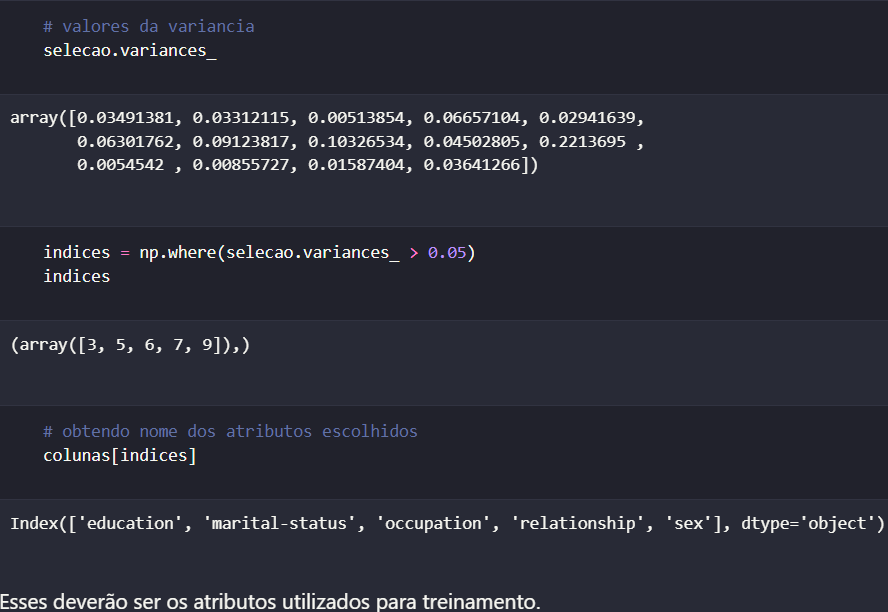 # valores da variancia
selecao.variances_
array([0.03491381, 0.03312115, 0.00513854, 0.06657104, 0.02941639,
0.06301762, 0.09123817, 0.10326534, 0.04502805, 0.2213695 ,
0.0054542 , 0.00855727, 0.01587404, 0.03641266])
indices = np.where(selecao.variances_ > 0.05)
indices
(array([3, 5, 6, 7, 9]),)
# obtendo nome dos atributos escolhidos
colunas[indices]
Index(['education', 'marital-status', 'occupation', 'relationship', 'sex'], dtype='object')
Esses deverão ser os atributos utilizados para treinamento.